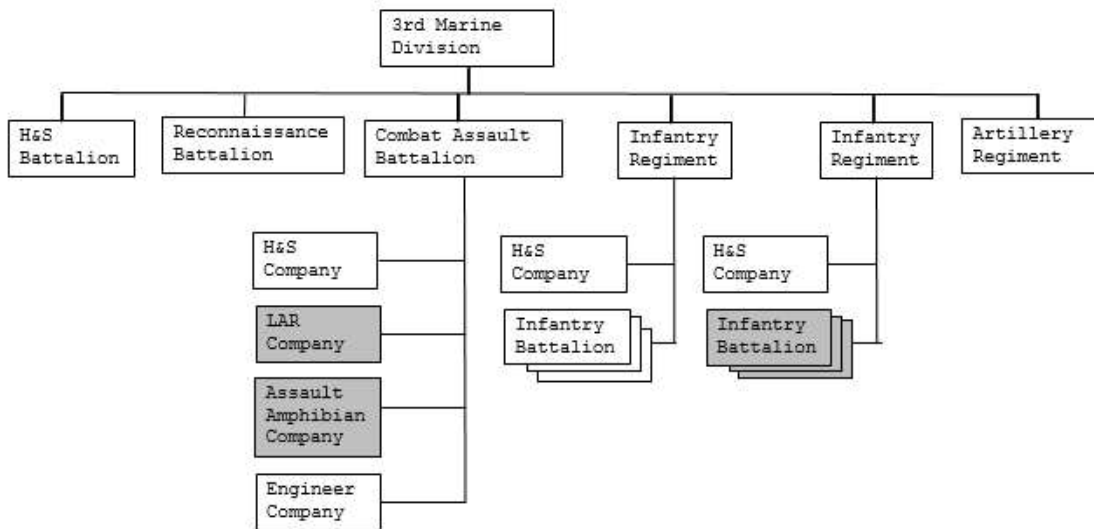 3rd Marine
Division
H&S
Battalion
Reconnaissance
Battalion
Combat Assault
Battalion
Infantry
Regiment
Infantry
Regiment
Artillery
Regiment
H&S
Company
LAR
Company
Assault
Amphibian
Company
Engineer
Company
H&S
Company
Infantry
Battalion
H&S
Company
Infantry
Battalion